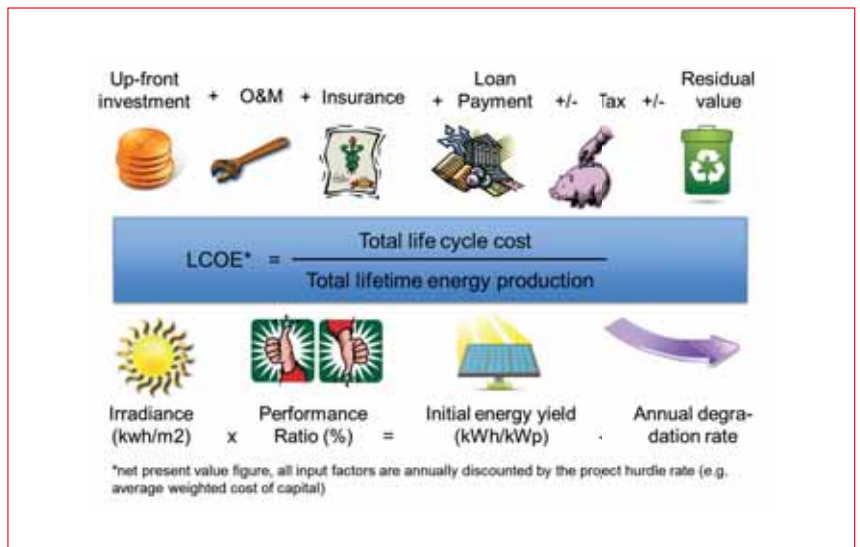 Up-front investment + O&M + Insurance + Loan Payment +/- Tax +/- Residual value
LCOE* = Total life cycle cost
Total lifetime energy production
Irradiance (kwh/m2) x Performance Ratio (%) = Initial energy yield (kWh/kWp) . Annual degra-dation rate
*net present value figure, all input factors are annually discounted by the project hurdle rate (e.g.
average weighted cost of capital)